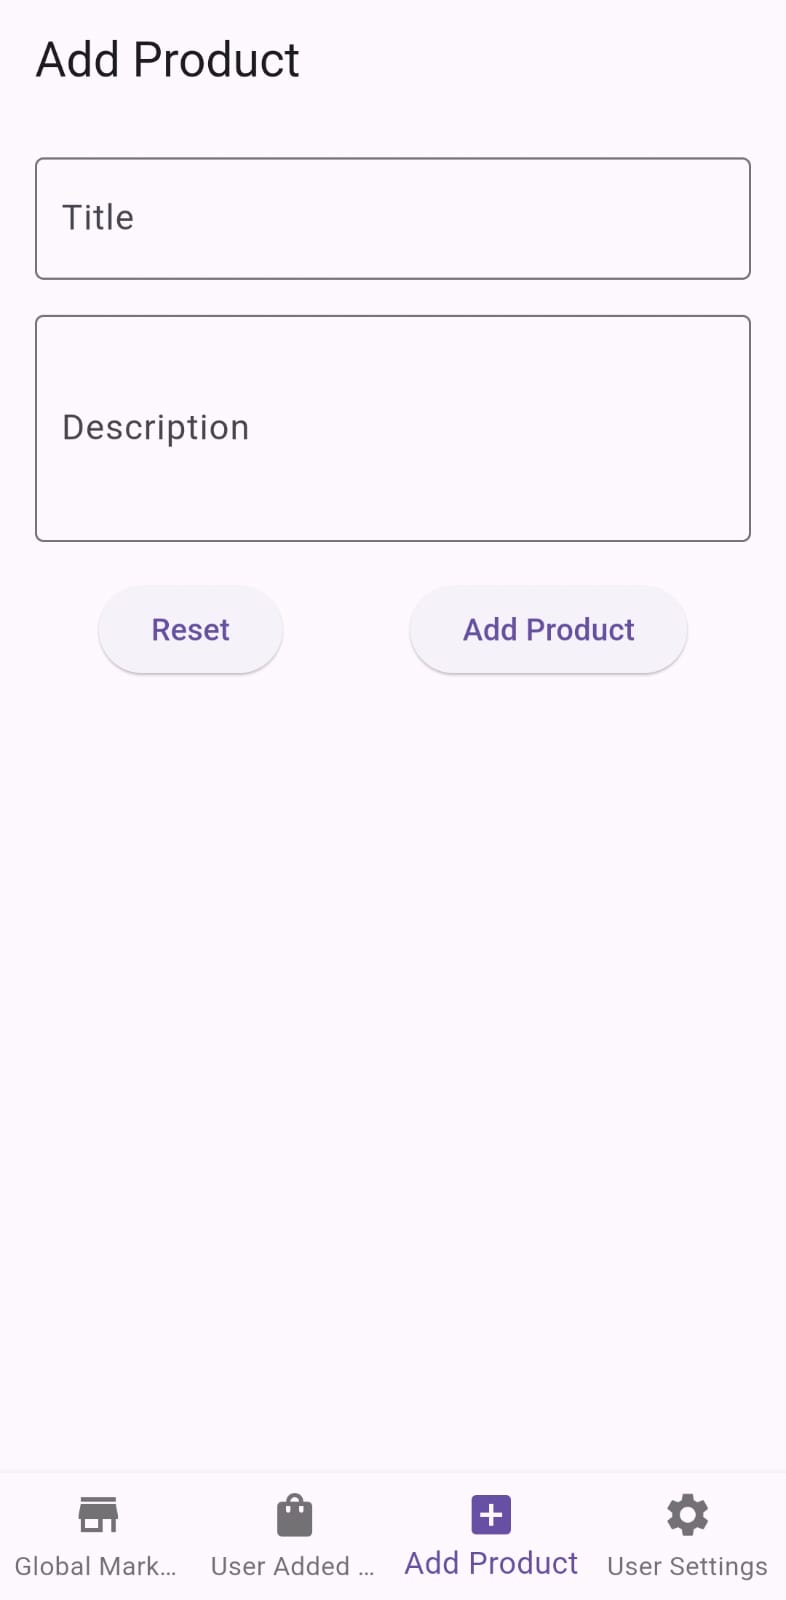 Add Product
Title
Description
Reset
Add Product
Global Mark...
User Added ...
Add Product
User Settings